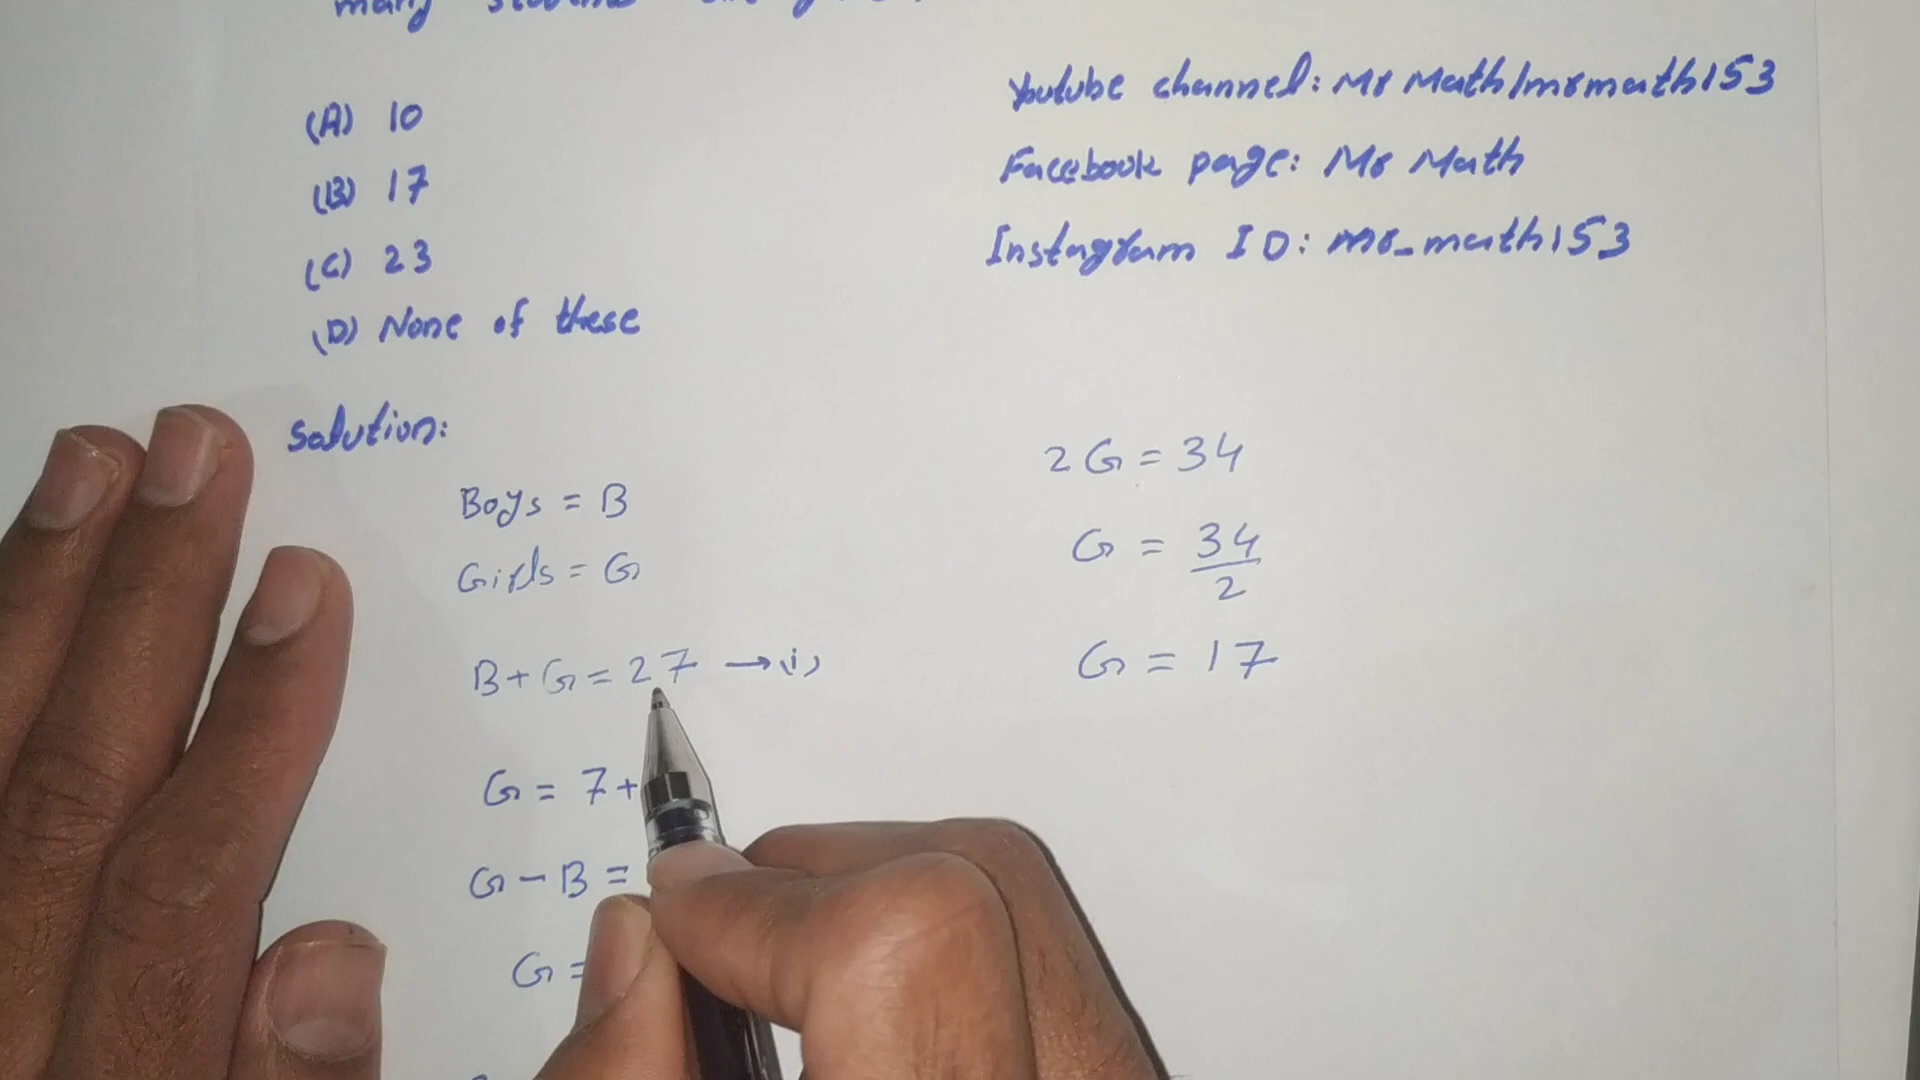 many
(A) 10
(B) 17
(C) 23
(D) None of these
Youtube channel: Mr Math/mrmath153
Facebook page: Mr Math
Instagram ID: mr_math153
Solution:
Boys = B
Girls = G
B+G=27 →(i)
G = 7+
G - B =
G =
2G = 34
G = 34/2
G = 17